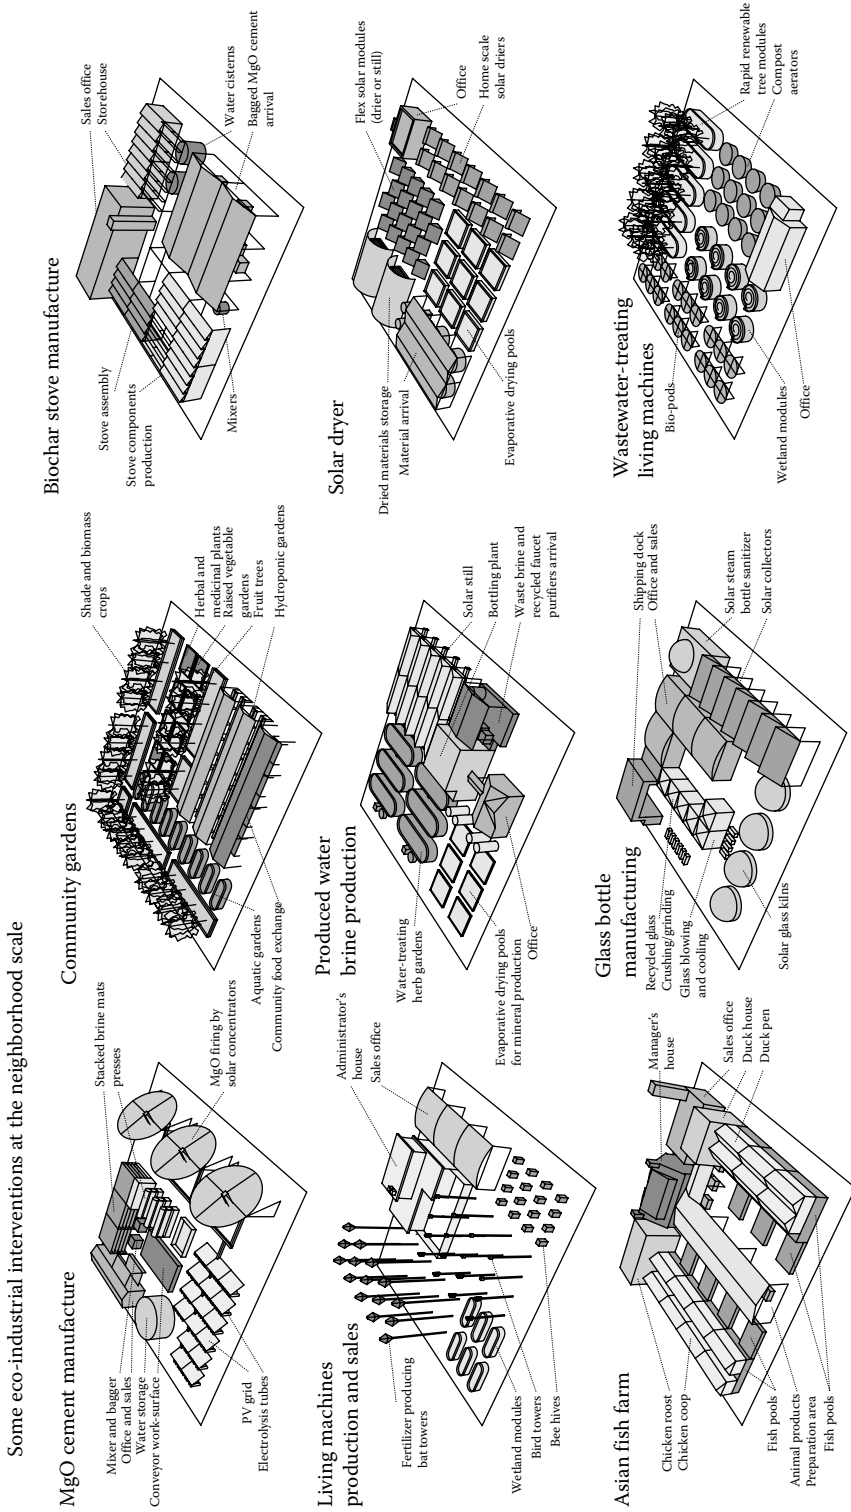 Some eco-industrial interventions at the neighborhood scale
MgO cement manufacture
Stacked brine mats
presses
MgO firing by
solar concentrators
Mixer and bagger
Office and sales
Water storage
Conveyor work-surface
PV grid
Electrolysis tubes
Community gardens
Shade and biomass
crops
Herbal and
medicinal plants
Raised vegetable
gardens
Fruit trees
Hydroponic gardens
Aquatic gardens
Community food exchange
Biochar stove manufacture
Sales office
Storehouse
Water cisterns
Bagged MgO cement
arrival
Stove assembly
Stove components
production
Mixers
Living machines
production and sales
Administrator's
house
Sales office
Fertilizer producing
bat towers
Wetland modules
Bird towers
Bee hives
Produced water
brine production
Solar still
Bottling plant
Waste brine and
recycled faucet
purifiers arrival
Water-treating
herb gardens
Evaporative drying pools
for mineral production
Office
Solar dryer
Flex solar modules
(drier or still)
Office
Home scale
solar driers
Dried materials storage
Material arrival
Evaporative drying pools
Asian fish farm
Manager's
house
Sales office
Duck house
Duck pen
Chicken roost
Chicken coop
Fish pools
Animal products
Preparation area
Fish pools
Glass bottle
manufacturing
Shipping dock
Office and sales
Solar steam
bottle sanitizer
Solar collectors
Recycled glass
Crushing/grinding
Glass blowing
and cooling
Solar glass kilns
Wastewater-treating
living machines
Rapid renewable
tree modules
Compost
aerators
Bio-pods
Wetland modules
Office